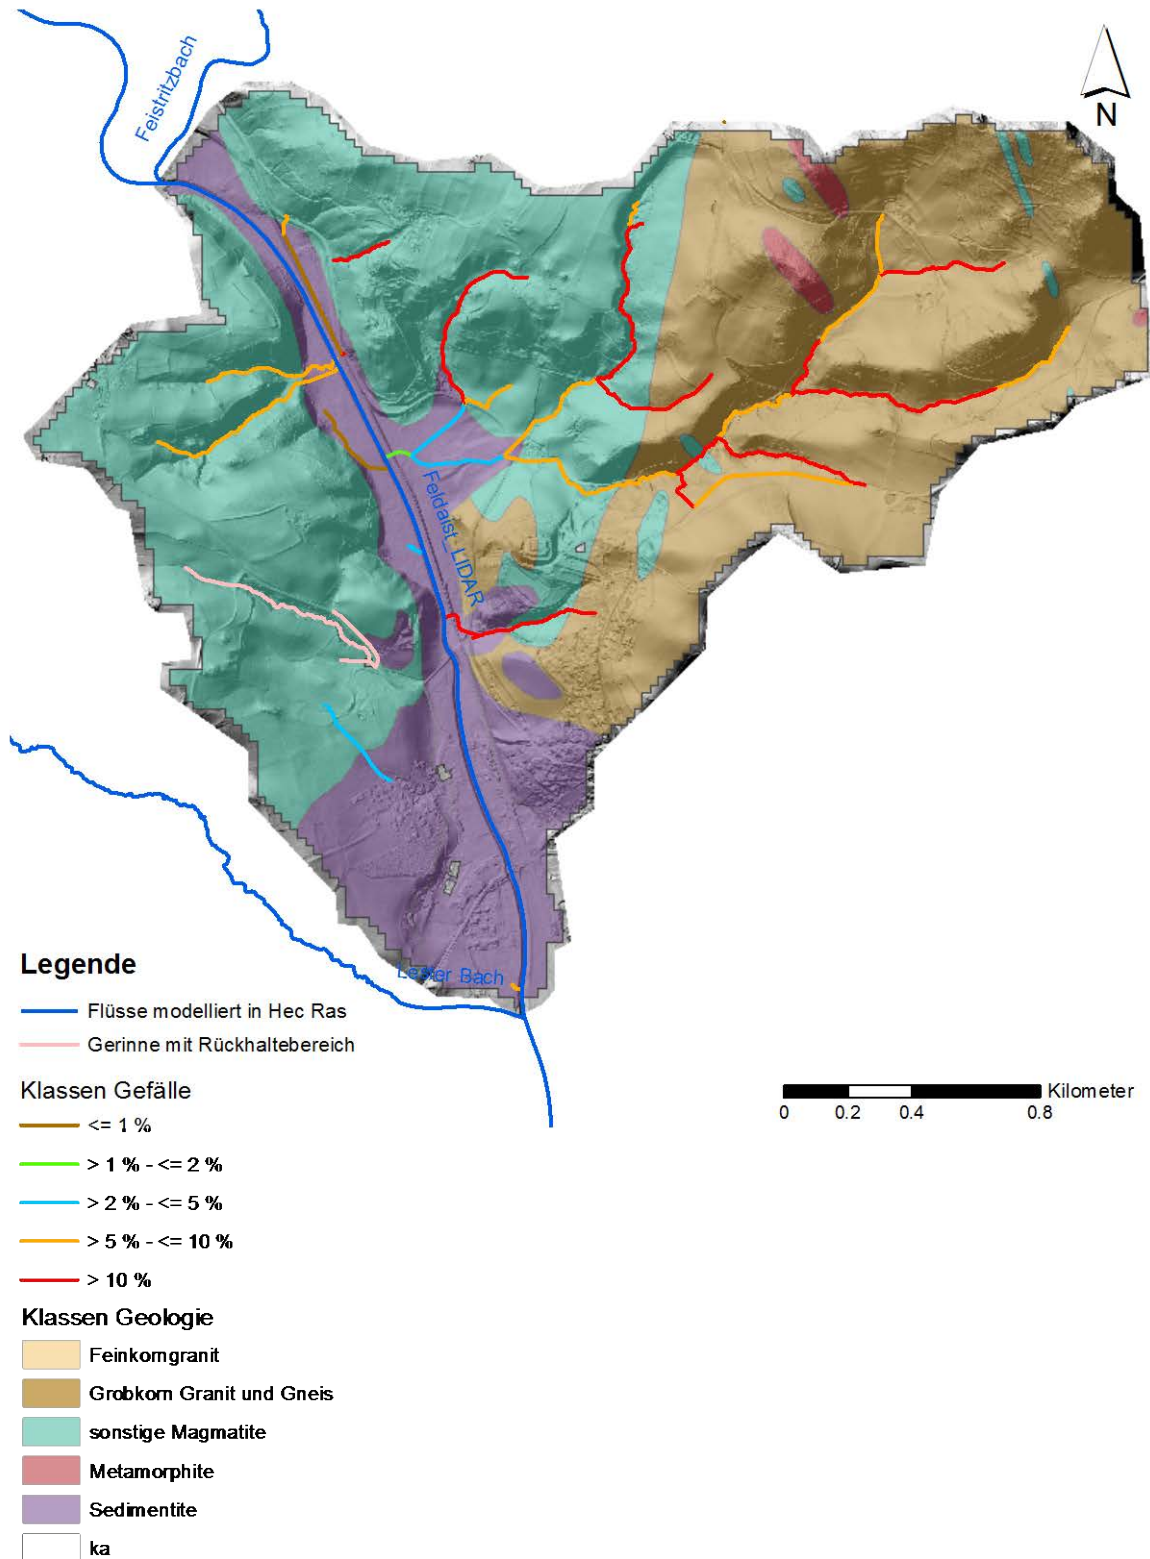 Feistritzbach
N
Feldaist_LIDAR
Lester Bach
Legende
Flüsse modelliert in Hec Ras
Gerinne mit Rückhaltebereich
Klassen Gefälle
<= 1 %
> 1 % - <= 2 %
> 2 % - <= 5 %
> 5 % - <= 10 %
> 10 %
Kilometer
0 0.2 0.4 0.8
Klassen Geologie
Feinkorngranit
Grobkorn Granit und Gneis
sonstige Magmatite
Metamorphite
Sedimentite
ka